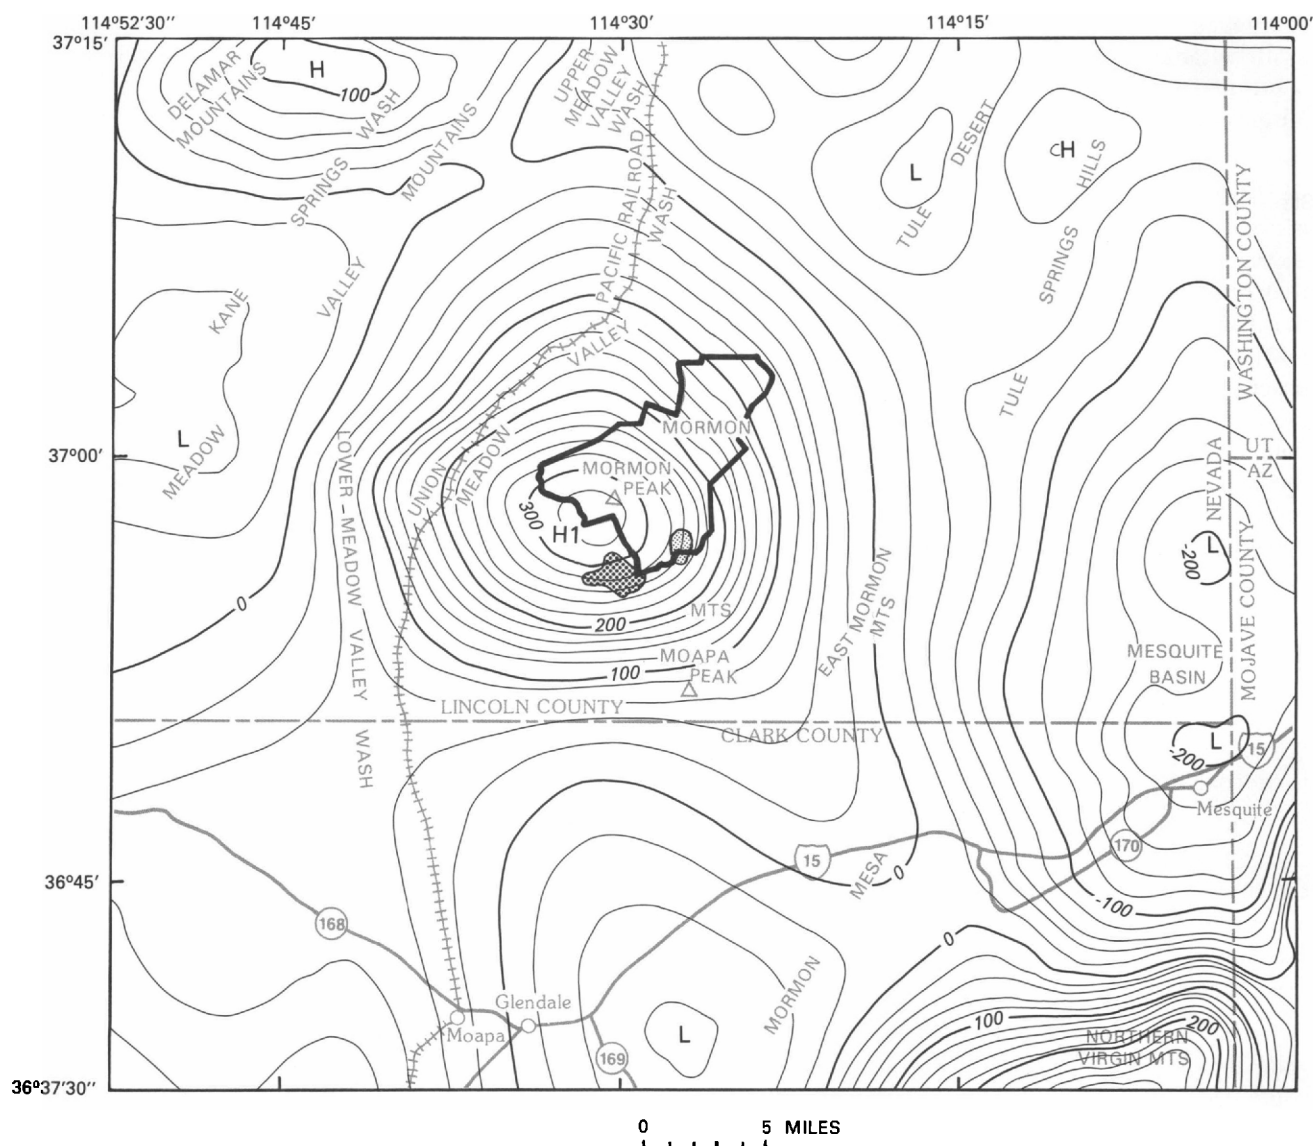 114°52'30" 114°45' 114°30' 114°15' 114°00'
37°15'
DELAMAR
MOUNTAINS
H
100
WASH
SPRINGS
MOUNTAINS
UPPER
MEADOW
VALLEY
WASH
L
DESERT
TULE
H
HILLS
SPRINGS
TULE
WASHINGTON COUNTY
KANE
VALLEY
PACIFIC RAILROAD
WASH
VALLEY
L
MEADOW
37°00'
LOWER MEADOW VALLEY WASH
UNION
MEADOW
MORMON
MORMON
PEAK
300
H1
NEVADA
UT
AZ
L
-200
MOJAVE COUNTY
0
200
MTS
EAST MORMON
MTS
MOAPA
PEAK
100
MESQUITE
BASIN
LINCOLN COUNTY
CLARK COUNTY
L
-200
15
Mesquite
15
170
MESA
0
36°45'
-100
168
0
MORMON
Glendale
Moapa
L
169
100
200
NORTHERN
VIRGIN MTS
36°37'30"
0 5 MILES